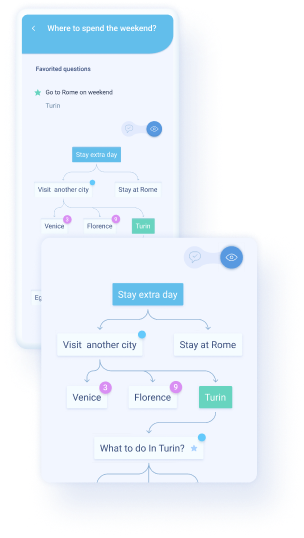 Where to spend the weekend?
Favorited questions
Go to Rome on weekend
Turin
Stay extra day
Visit another city
Stay at Rome
Venice
3
Florence
9
Turin
Eg
Stay extra day
Visit another city
Stay at Rome
Venice
3
Florence
9
Turin
What to do In Turin?